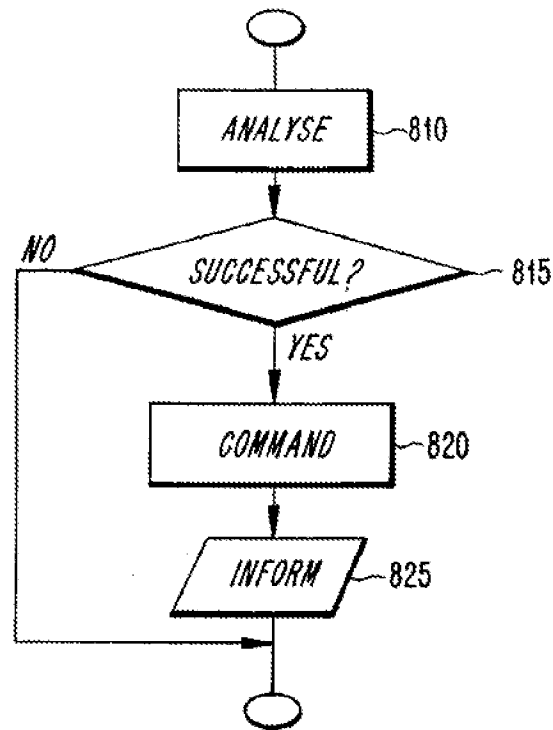 ANALYSE 810
NO
SUCCESSFUL? 815
YES
COMMAND 820
INFORM 825